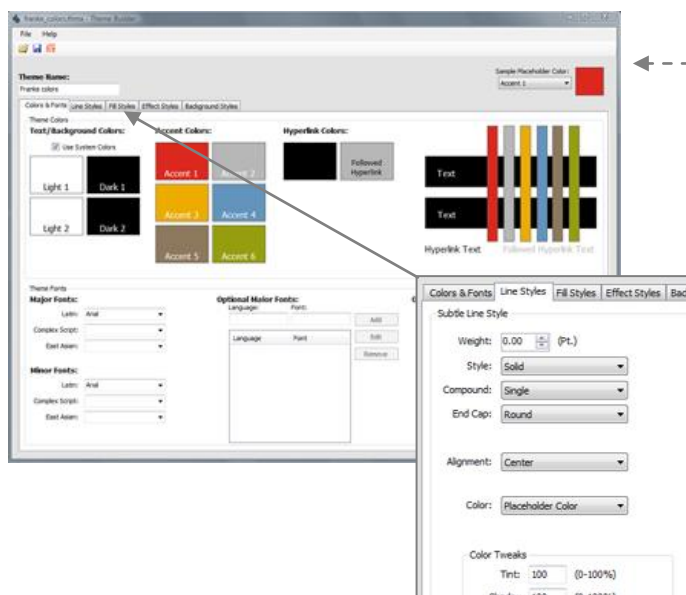 franke_colors.thmx - Theme Builder
File Help
Theme Name:
Franke colors
Sample Placeholder Color:
Accent 1
Colors & Fonts Line Styles Fill Styles Effect Styles Background Styles
Theme Colors
Text/Background Colors: Accent Colors: Hyperlink Colors:
Use System Colors
Light 1 Dark 1 Accent 1 Accent 2 Followed Hyperlink Text
Light 2 Dark 2 Accent 3 Accent 4 Text
Accent 5 Accent 6 Hyperlink Text Followed Hyperlink Text
Theme Fonts
Major Fonts: Optional Major Fonts:
Language: Font:
Latin: Arial
Add
Complex Script: Language Font Edit
East Asian: Remove
Minor Fonts:
Latin: Arial
Complex Script:
East Asian:
Colors & Fonts Line Styles Fill Styles Effect Styles Bac
Subtle Line Style
Weight: 0.00 (Pt.)
Style: Solid
Compound: Single
End Cap: Round
Alignment: Center
Color: Placeholder Color
Color Tweaks
Tint: 100 (0-100%)